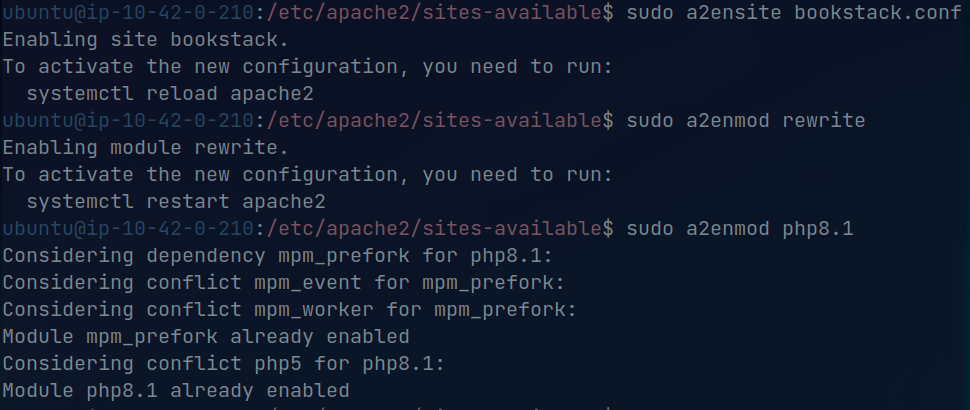 ubuntu@ip-10-42-0-210:/etc/apache2/sites-available$ sudo a2ensite bookstack.conf
Enabling site bookstack.
To activate the new configuration, you need to run:
  systemctl reload apache2
ubuntu@ip-10-42-0-210:/etc/apache2/sites-available$ sudo a2enmod rewrite
Enabling module rewrite.
To activate the new configuration, you need to run:
  systemctl restart apache2
ubuntu@ip-10-42-0-210:/etc/apache2/sites-available$ sudo a2enmod php8.1
Considering dependency mpm_prefork for php8.1:
Considering conflict mpm_event for mpm_prefork:
Considering conflict mpm_worker for mpm_prefork:
Module mpm_prefork already enabled
Considering conflict php5 for php8.1:
Module php8.1 already enabled